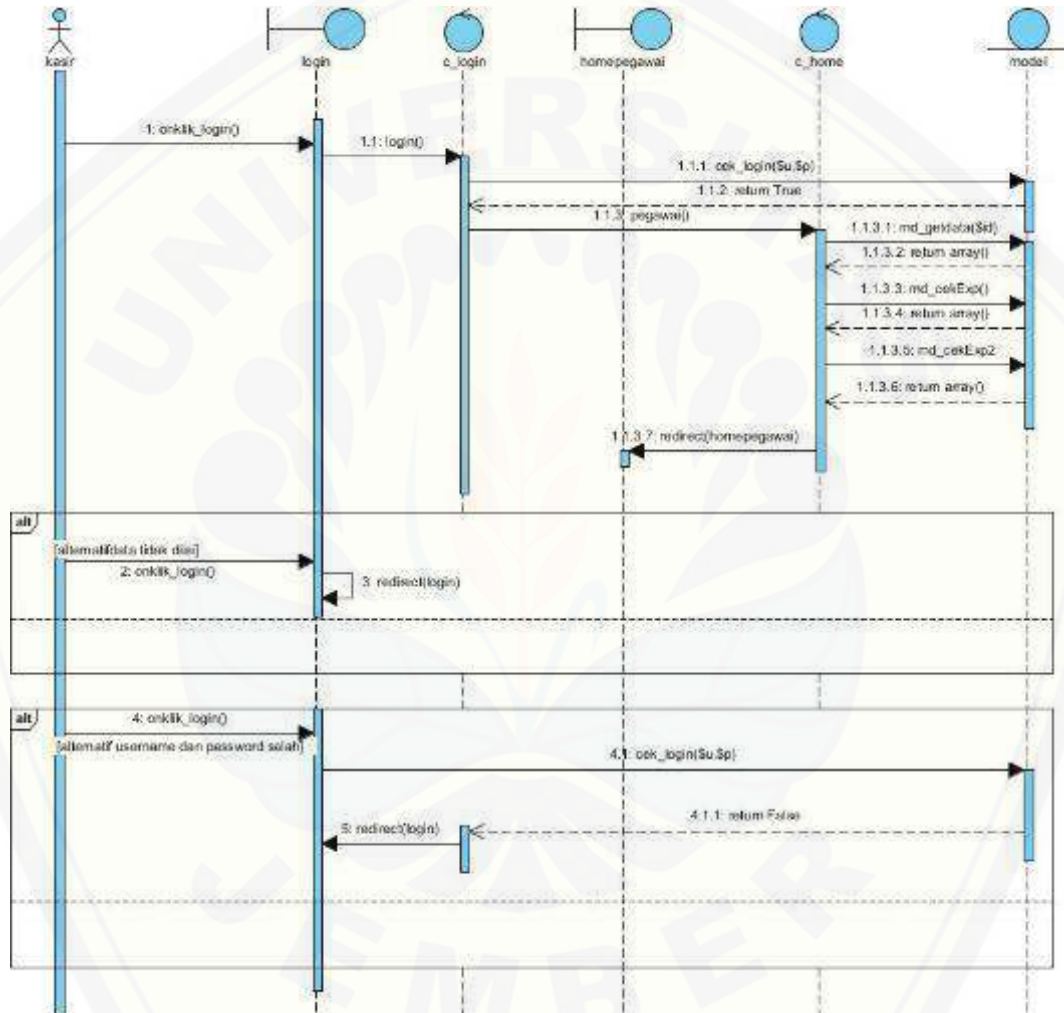 kasir
login
c_login
homepegawai
c_home
model
1: onklik_login()
1.1: login()
1.1.1: cek_login($u,$p)
1.1.2: return True
1.1.3: pegawai()
1.1.3.1: md_getdata($id)
1.1.3.2: return array()
1.1.3.3: md_cekExp()
1.1.3.4: return array()
1.1.3.5: md_cekExp2
1.1.3.6: return array()
1.1.3.7: redirect(homepegawai)
alt
[alternatifdata tidak diisi]
2: onklik_login()
3: redirect(login)
alt
4: onklik_login()
[alternatif username dan password salah]
4.1: cek_login($u,$p)
4.1.1: return False
5: redirect(login)
UNIVERSITAS
JEMBER